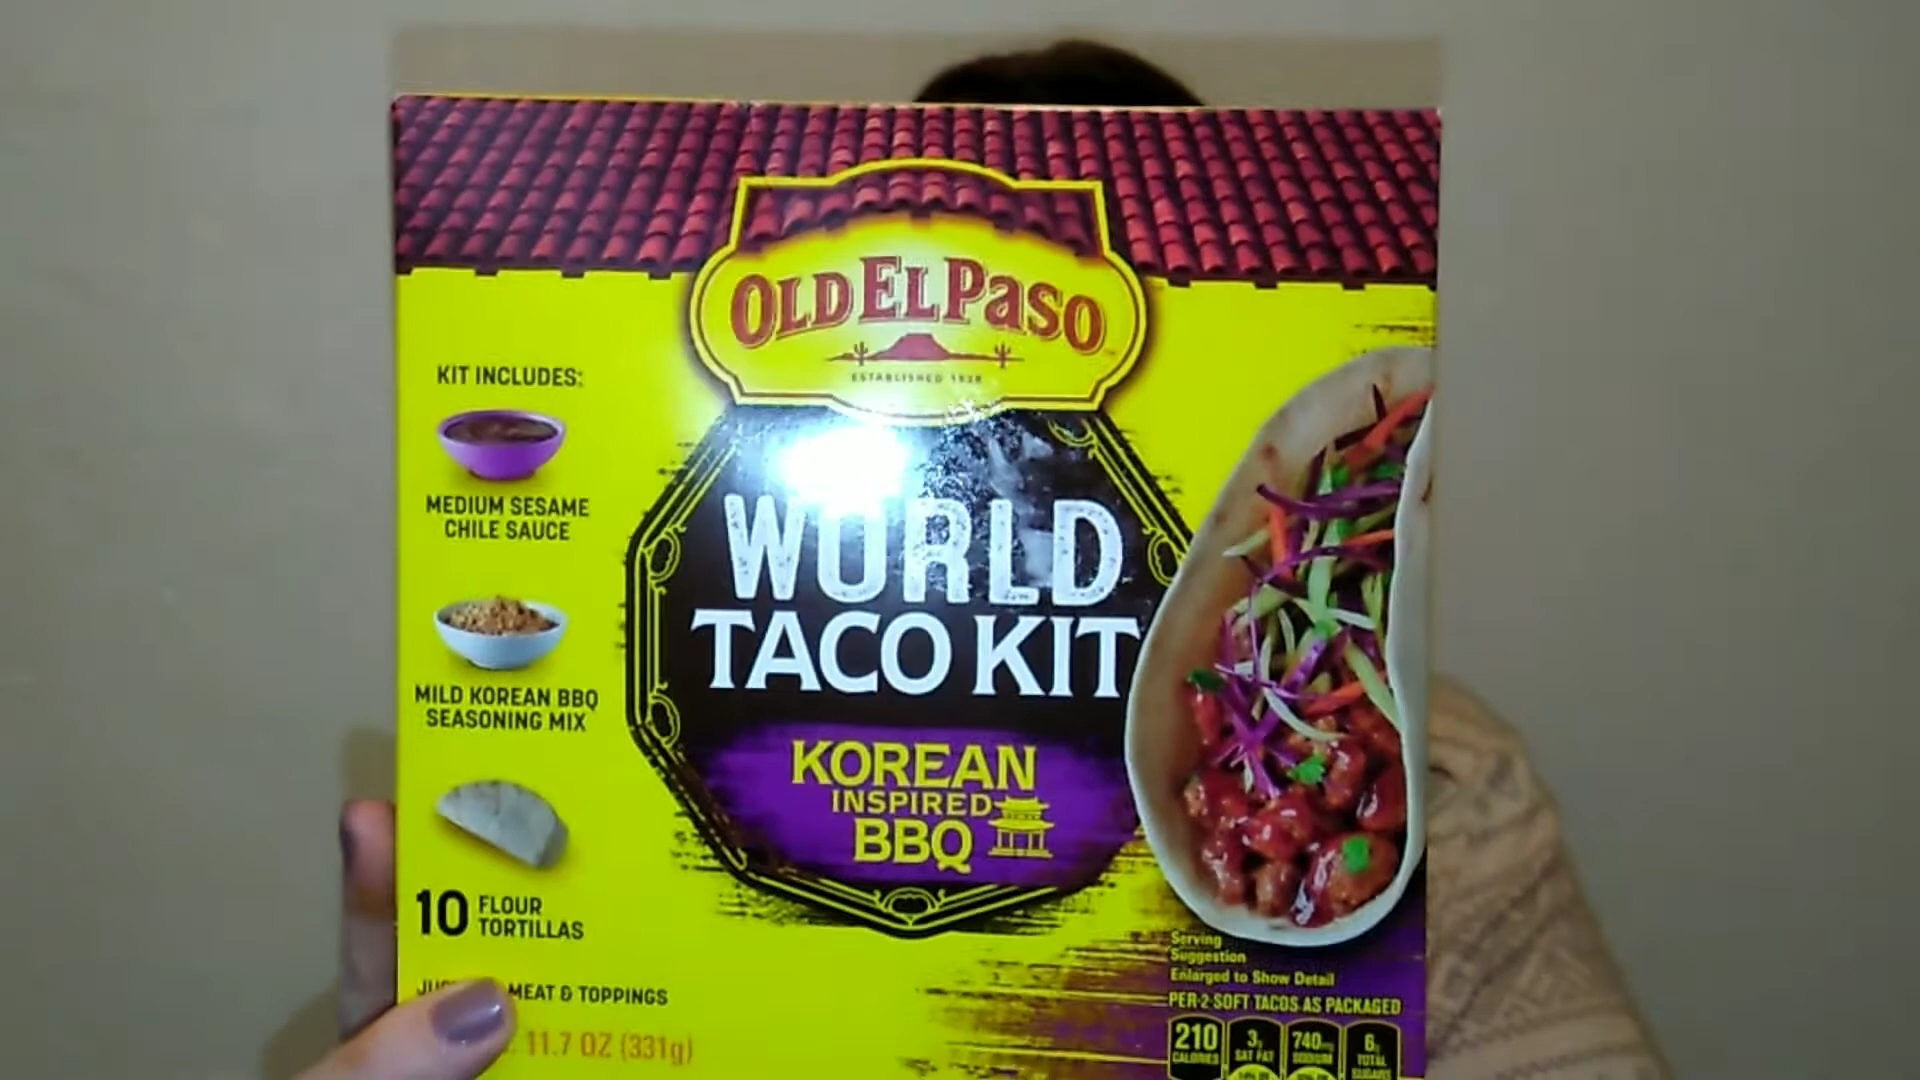 OLD EL PASO
ESTABLISHED 1938
KIT INCLUDES:
MEDIUM SESAME
CHILE SAUCE
MILD KOREAN BBQ
SEASONING MIX
10 FLOUR
TORTILLAS
MEAT & TOPPINGS
11.7 OZ (331g)
WORLD
TACO KIT
KOREAN
INSPIRED
BBQ
Serving
Suggestion
Enlarged to Show Detail
PER 2 SOFT TACOS AS PACKAGED
210
CALORIES
3g
SAT FAT
740mg
SODIUM
6g
TOTAL
SUGARS